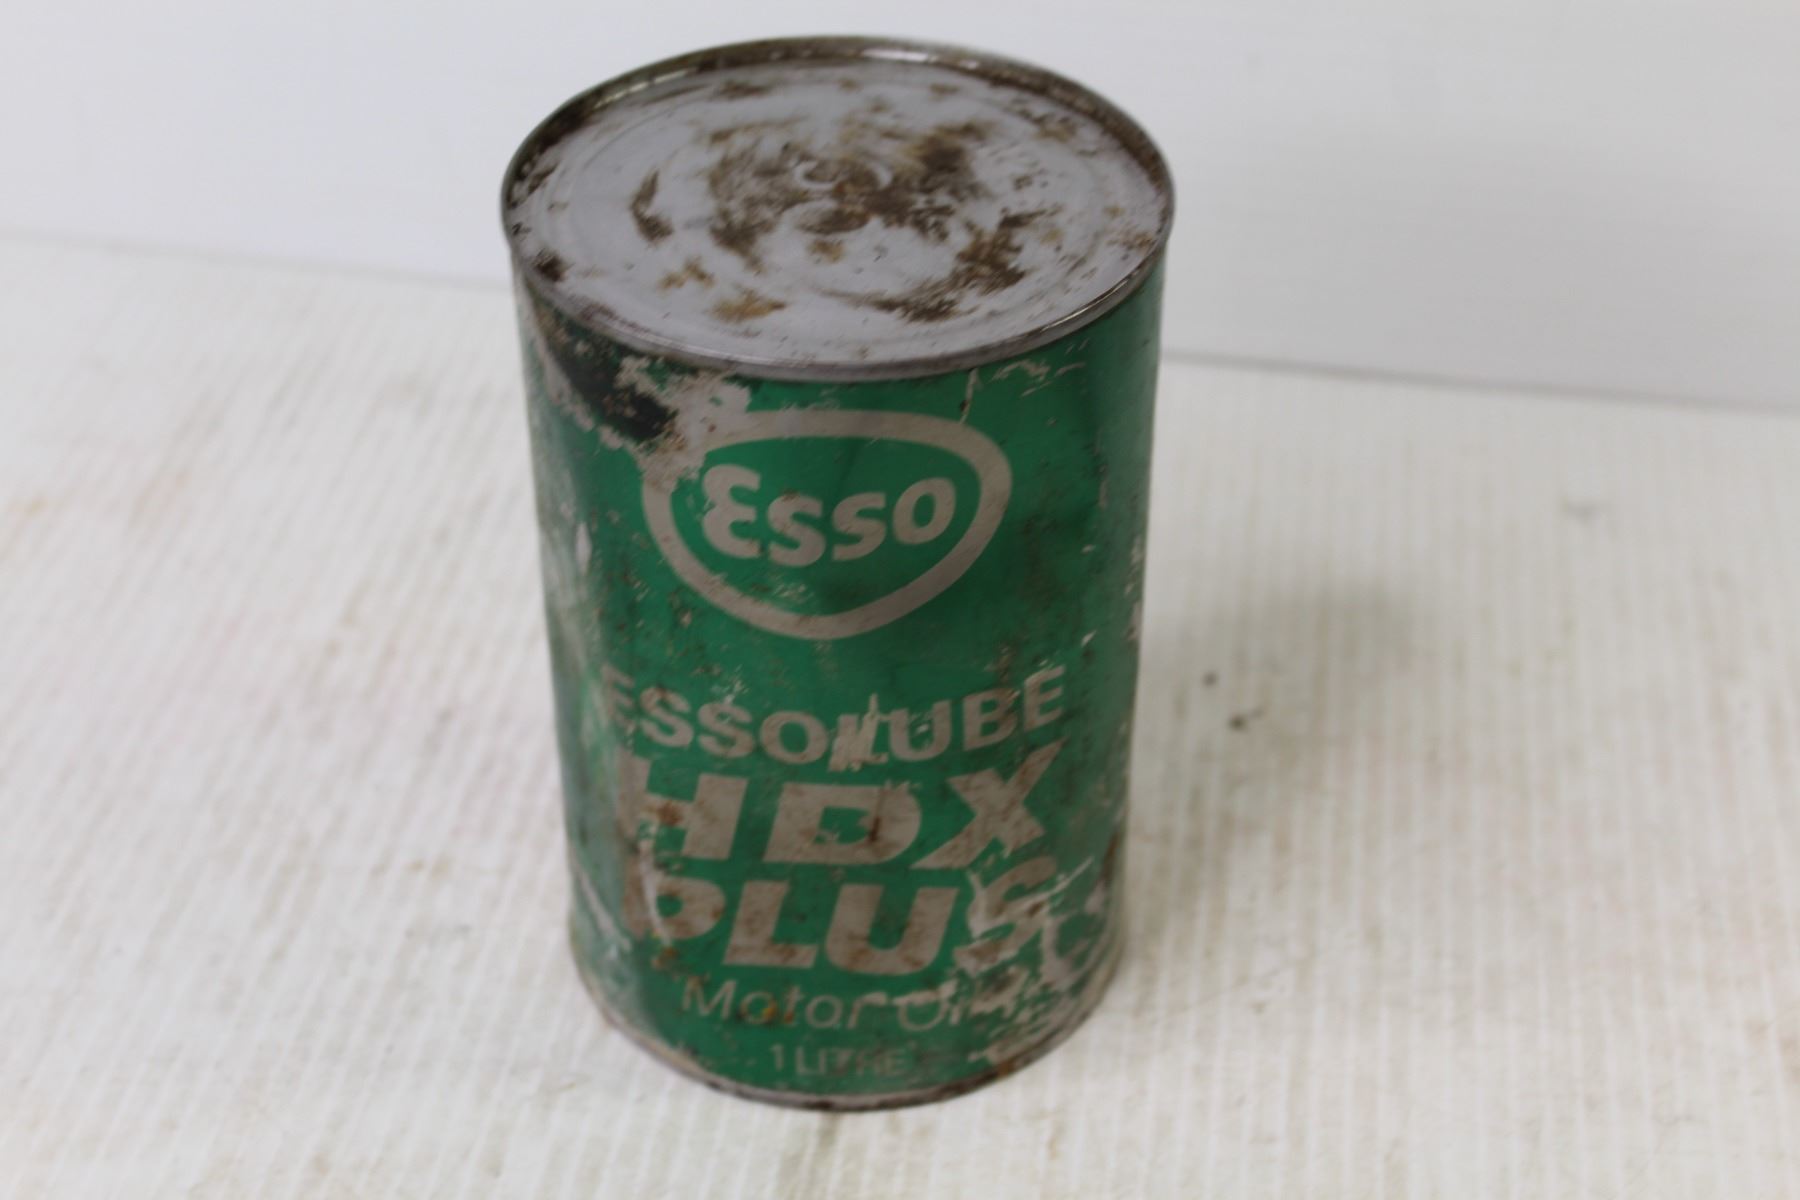 Esso
ESSOLUBE
HDX
PLUS
Motor Oil
1 LITRE